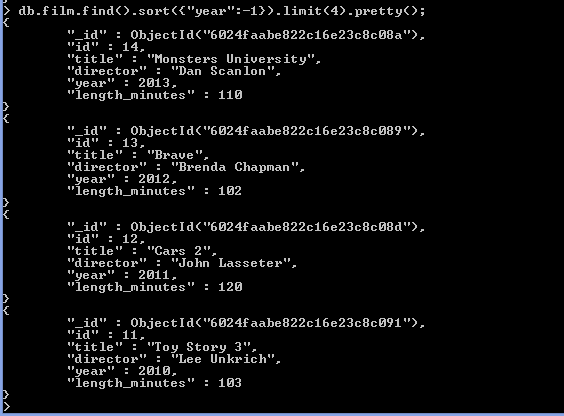 > db.film.find().sort({"year":-1}).limit(4).pretty();
{
"_id" : ObjectId("6024faabe822c16e23c8c08a"),
"id" : 14,
"title" : "Monsters University",
"director" : "Dan Scanlon",
"year" : 2013,
"length_minutes" : 110
}
{
"_id" : ObjectId("6024faabe822c16e23c8c089"),
"id" : 13,
"title" : "Brave",
"director" : "Brenda Chapman",
"year" : 2012,
"length_minutes" : 102
}
{
"_id" : ObjectId("6024faabe822c16e23c8c08d"),
"id" : 12,
"title" : "Cars 2",
"director" : "John Lasseter",
"year" : 2011,
"length_minutes" : 120
}
{
"_id" : ObjectId("6024faabe822c16e23c8c091"),
"id" : 11,
"title" : "Toy Story 3",
"director" : "Lee Unkrich",
"year" : 2010,
"length_minutes" : 103
}
>